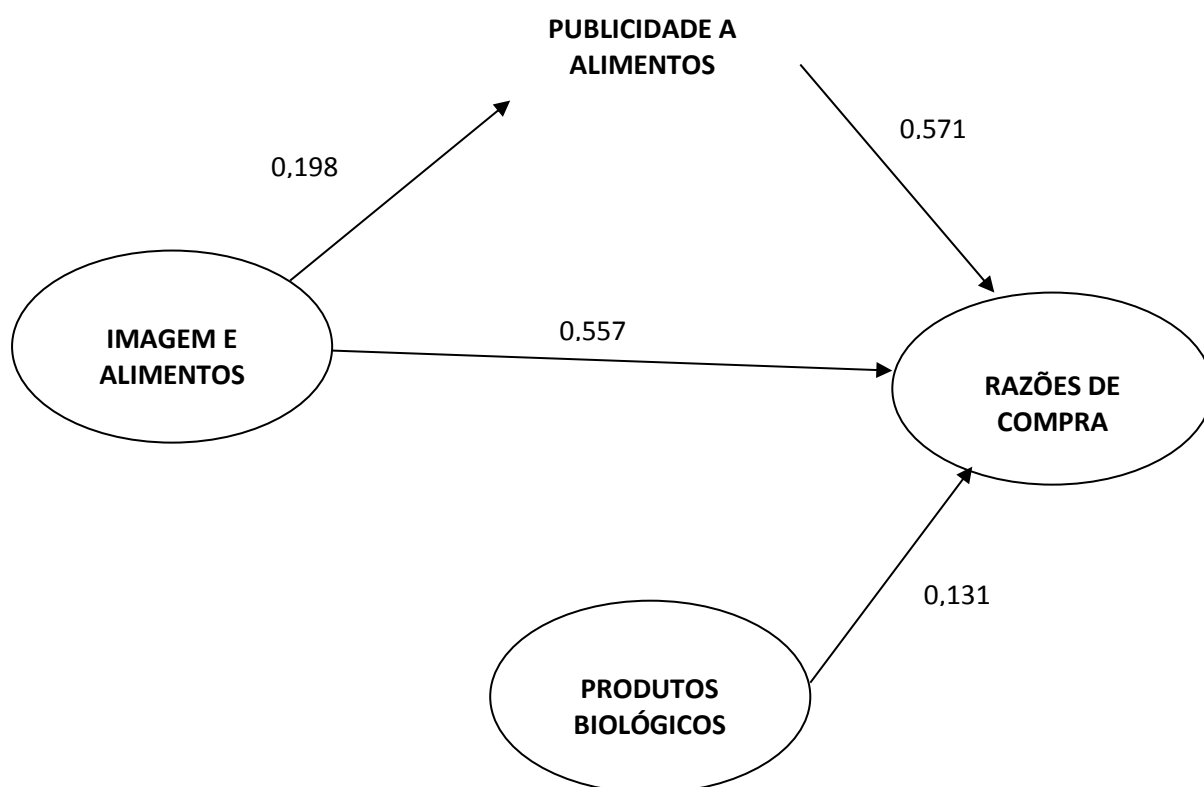 PUBLICIDADE A
ALIMENTOS
0,571
0,198
0,557
IMAGEM E
ALIMENTOS
RAZÕES DE
COMPRA
0,131
PRODUTOS
BIOLÓGICOS